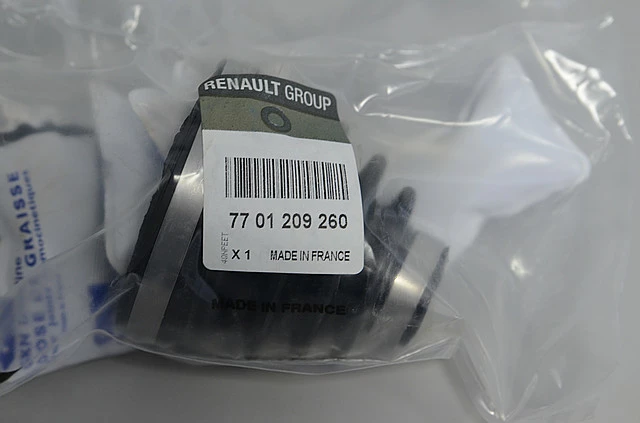 RENAULT GROUP
77 01 209 260
X 1 MADE IN FRANCE
MADE IN FRANCE
GRAISSE